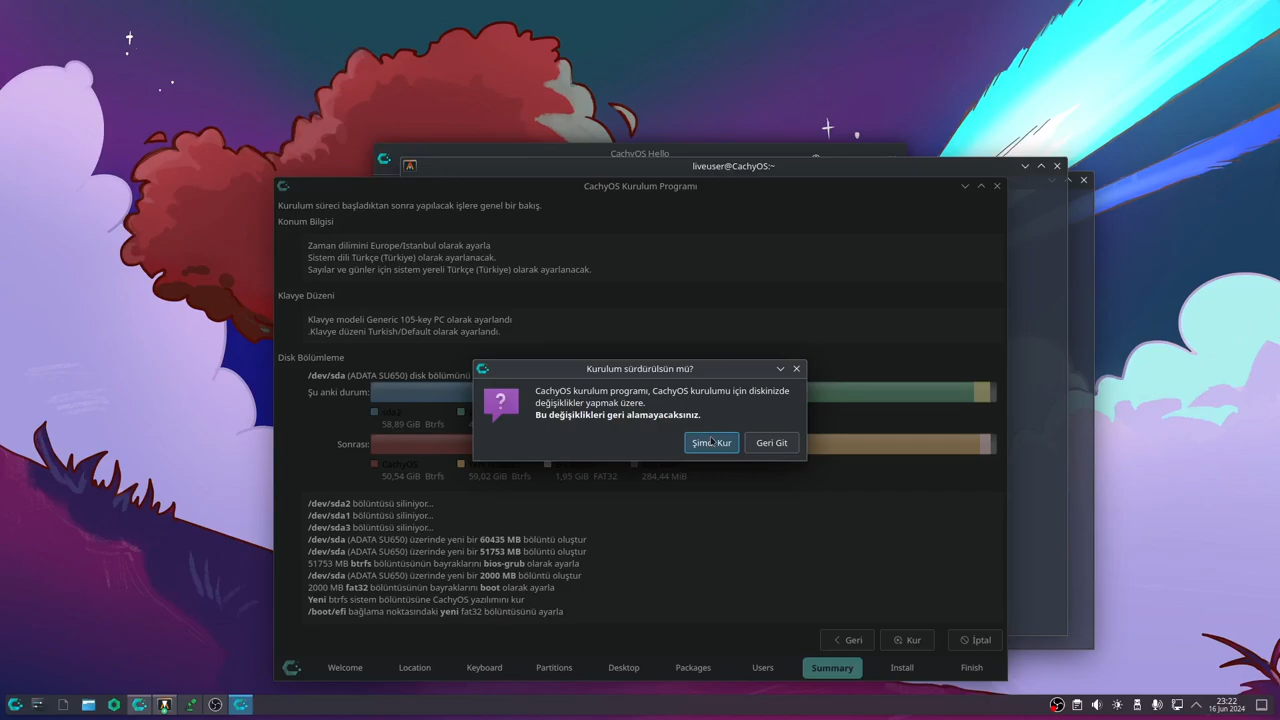 CachyOS Hello
liveuser@CachyOS:~
CachyOS Kurulum Programı
Kurulum süreci başladıktan sonra yapılacak işlere genel bir bakış.
Konum Bilgisi
Zaman dilimini Europe/Istanbul olarak ayarla
Sistem dili Türkçe (Türkiye) olarak ayarlanacak.
Sayılar ve günler için sistem yereli Türkçe (Türkiye) olarak ayarlanacak.
Klavye Düzeni
Klavye modeli Generic 105-key PC olarak ayarlandı
.Klavye düzeni Turkish/Default olarak ayarlandı.
Disk Bölümleme
/dev/sda (ADATA SU650) disk bölümünü
Şu anki durum:
sda2
58,89 GiB Btrfs
Sonrası:
CachyOS
50,54 GiB Btrfs
59,02 GiB Btrfs
1,95 GiB FAT32
284,44 MiB
Kurulum sürdürülsün mü?
CachyOS kurulum programı, CachyOS kurulumu için diskinizde
değişiklikler yapmak üzere.
Bu değişiklikleri geri alamayacaksınız.
Şimdi Kur
Geri Git
/dev/sda2 bölüntüsü siliniyor...
/dev/sda1 bölüntüsü siliniyor...
/dev/sda3 bölüntüsü siliniyor...
/dev/sda (ADATA SU650) üzerinde yeni bir 60435 MB bölüntü oluştur
/dev/sda (ADATA SU650) üzerinde yeni bir 51753 MB bölüntü oluştur
51753 MB btrfs bölüntüsünün bayraklarını bios-grub olarak ayarla
/dev/sda (ADATA SU650) üzerinde yeni bir 2000 MB bölüntü oluştur
2000 MB fat32 bölüntüsünün bayraklarını boot olarak ayarla
Yeni btrfs sistem bölüntüsüne CachyOS yazılımını kur
/boot/efi bağlama noktasındaki yeni fat32 bölüntüsünü ayarla
Geri
Kur
İptal
Welcome
Location
Keyboard
Partitions
Desktop
Packages
Users
Summary
Install
Finish
23:22
16 Jun 2024